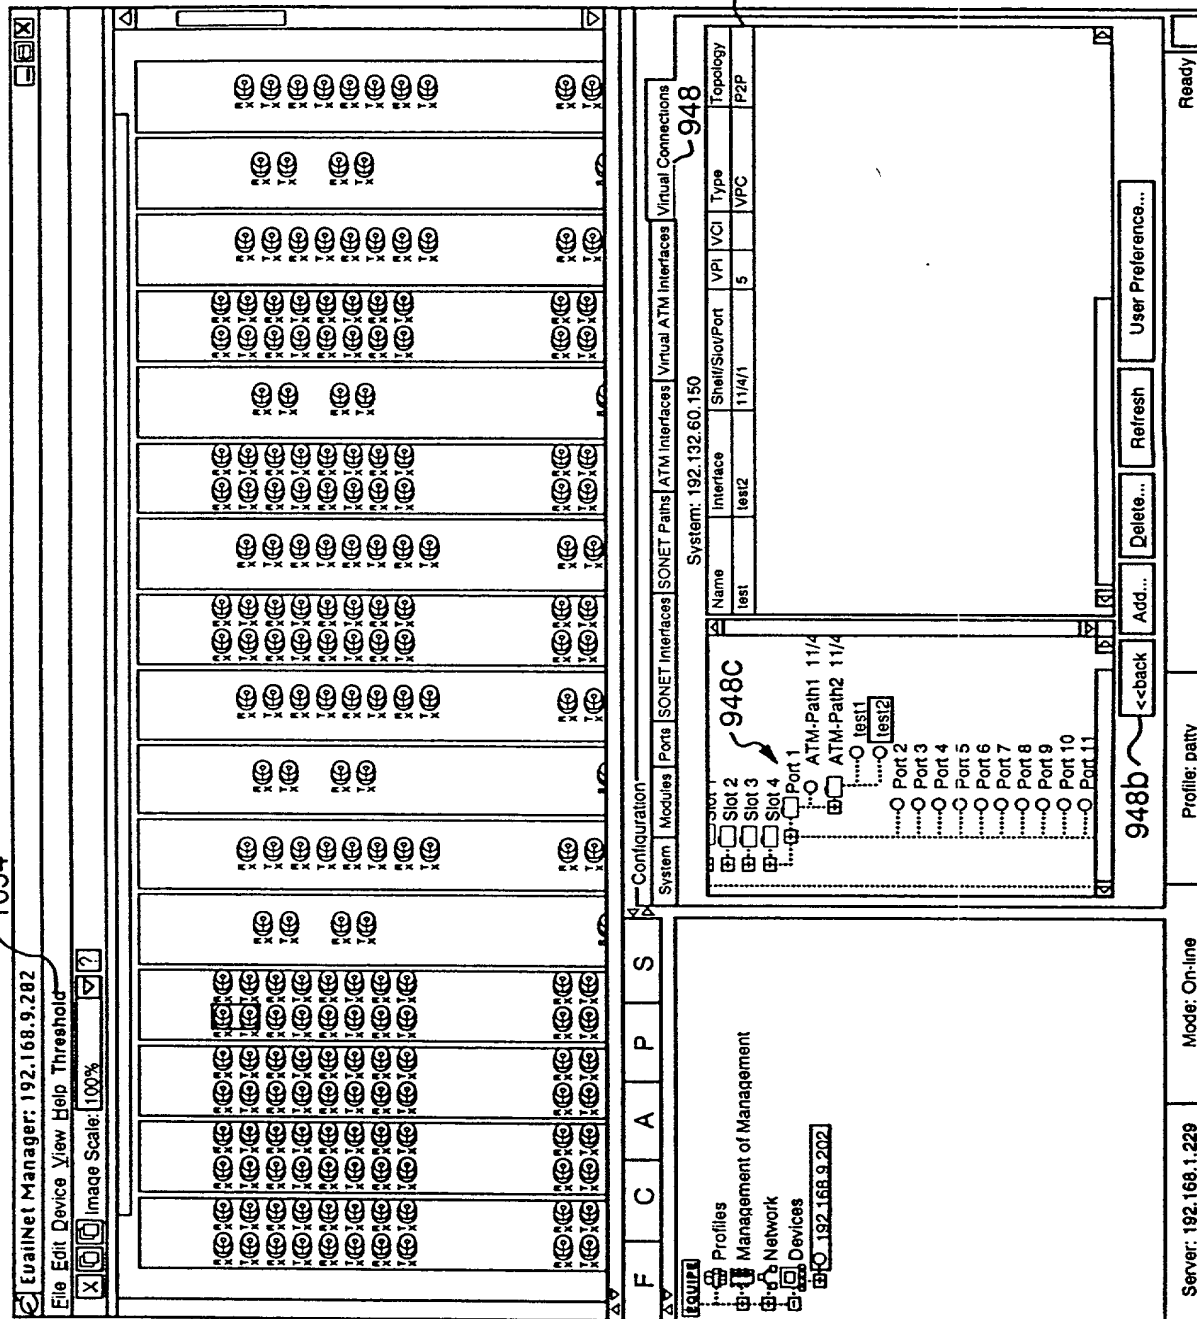 EuailNet Manager: 192.168.9.202
File Edit Device View Help Threshold
Image Scale: 100% ?
F C A P S
EQUIPE
Profiles
Management of Management
Network
Devices
192.168.9.202
Configuration
System Modules Ports SONET Interfaces SONET Paths ATM Interfaces Virtual ATM Interfaces Virtual Connections
948
System: 192.132.60.150
Slot 2
Slot 3
Slot 4
948C
Port 1
ATM-Path1 11/4
ATM-Path2 11/4
test1
test2
Port 2
Port 3
Port 4
Port 5
Port 6
Port 7
Port 8
Port 9
Port 10
Port 11
Name Interface Shelf/Slot/Port VPI VCI Type Topology
test test2 11/4/1 5 VPC P2P
948b
<<back Add... Delete... Refresh User Preference...
Server: 192.168.1.229 Mode: On-line Profile: patty Ready